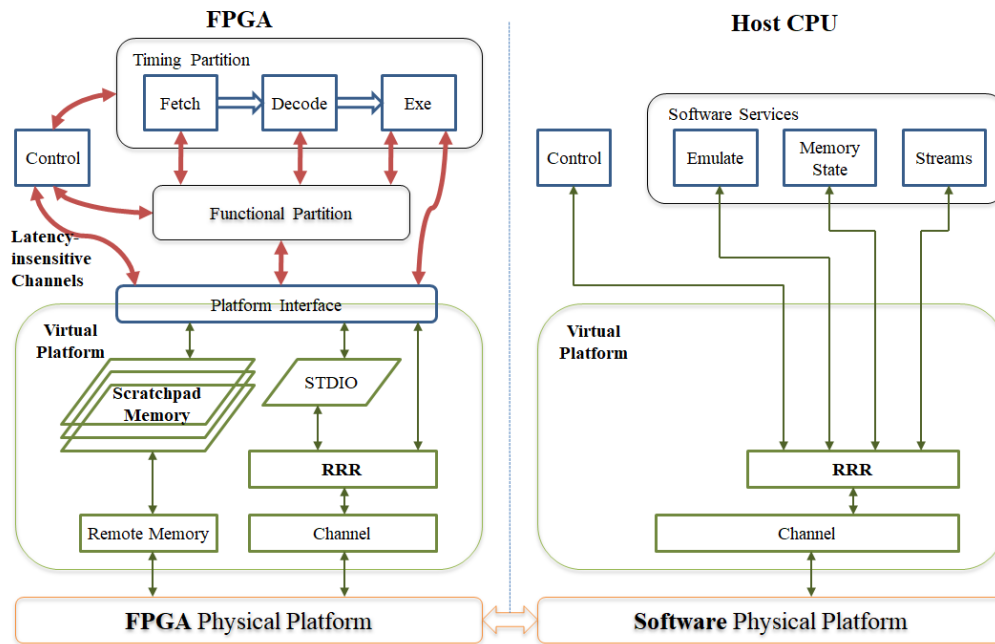 FPGA
Host CPU
Timing Partition
Fetch
Decode
Exe
Control
Functional Partition
Latency-
insensitive
Channels
Platform Interface
Virtual
Platform
Scratchpad
Memory
STDIO
RRR
Remote Memory
Channel
FPGA Physical Platform
Software Services
Control
Emulate
Memory
State
Streams
Virtual
Platform
RRR
Channel
Software Physical Platform